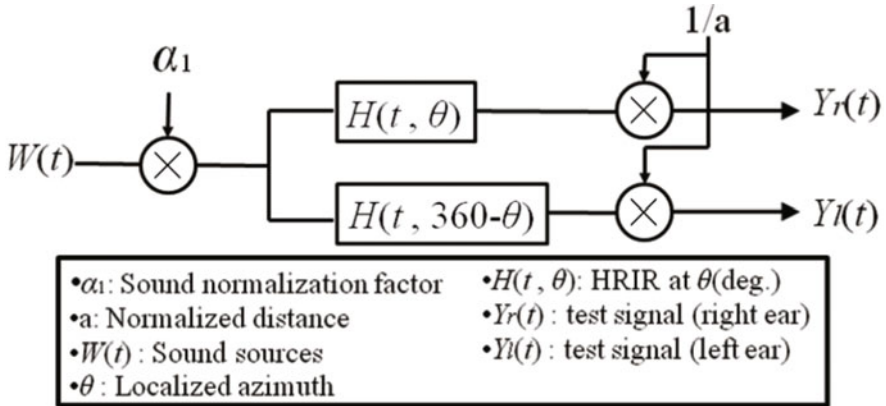 1/a
α1
H(t , θ)
Yr(t)
W(t)
H(t , 360-θ)
Yl(t)
•α1: Sound normalization factor
•a: Normalized distance
•W(t) : Sound sources
•θ : Localized azimuth
•H(t , θ): HRIR at θ(deg.)
•Yr(t) : test signal (right ear)
•Yl(t) : test signal (left ear)